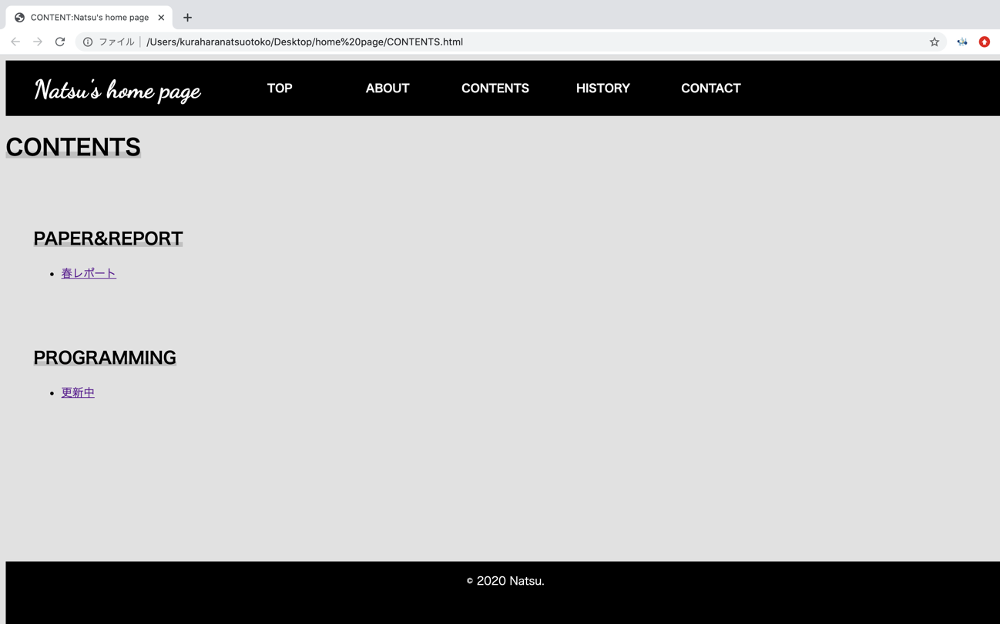 CONTENT:Natsu's home page
ファイル | /Users/kuraharanatsuotoko/Desktop/home%20page/CONTENTS.html
Natsu's home page TOP ABOUT CONTENTS HISTORY CONTACT
CONTENTS
PAPER&REPORT
• 春レポート
PROGRAMMING
• 更新中
© 2020 Natsu.